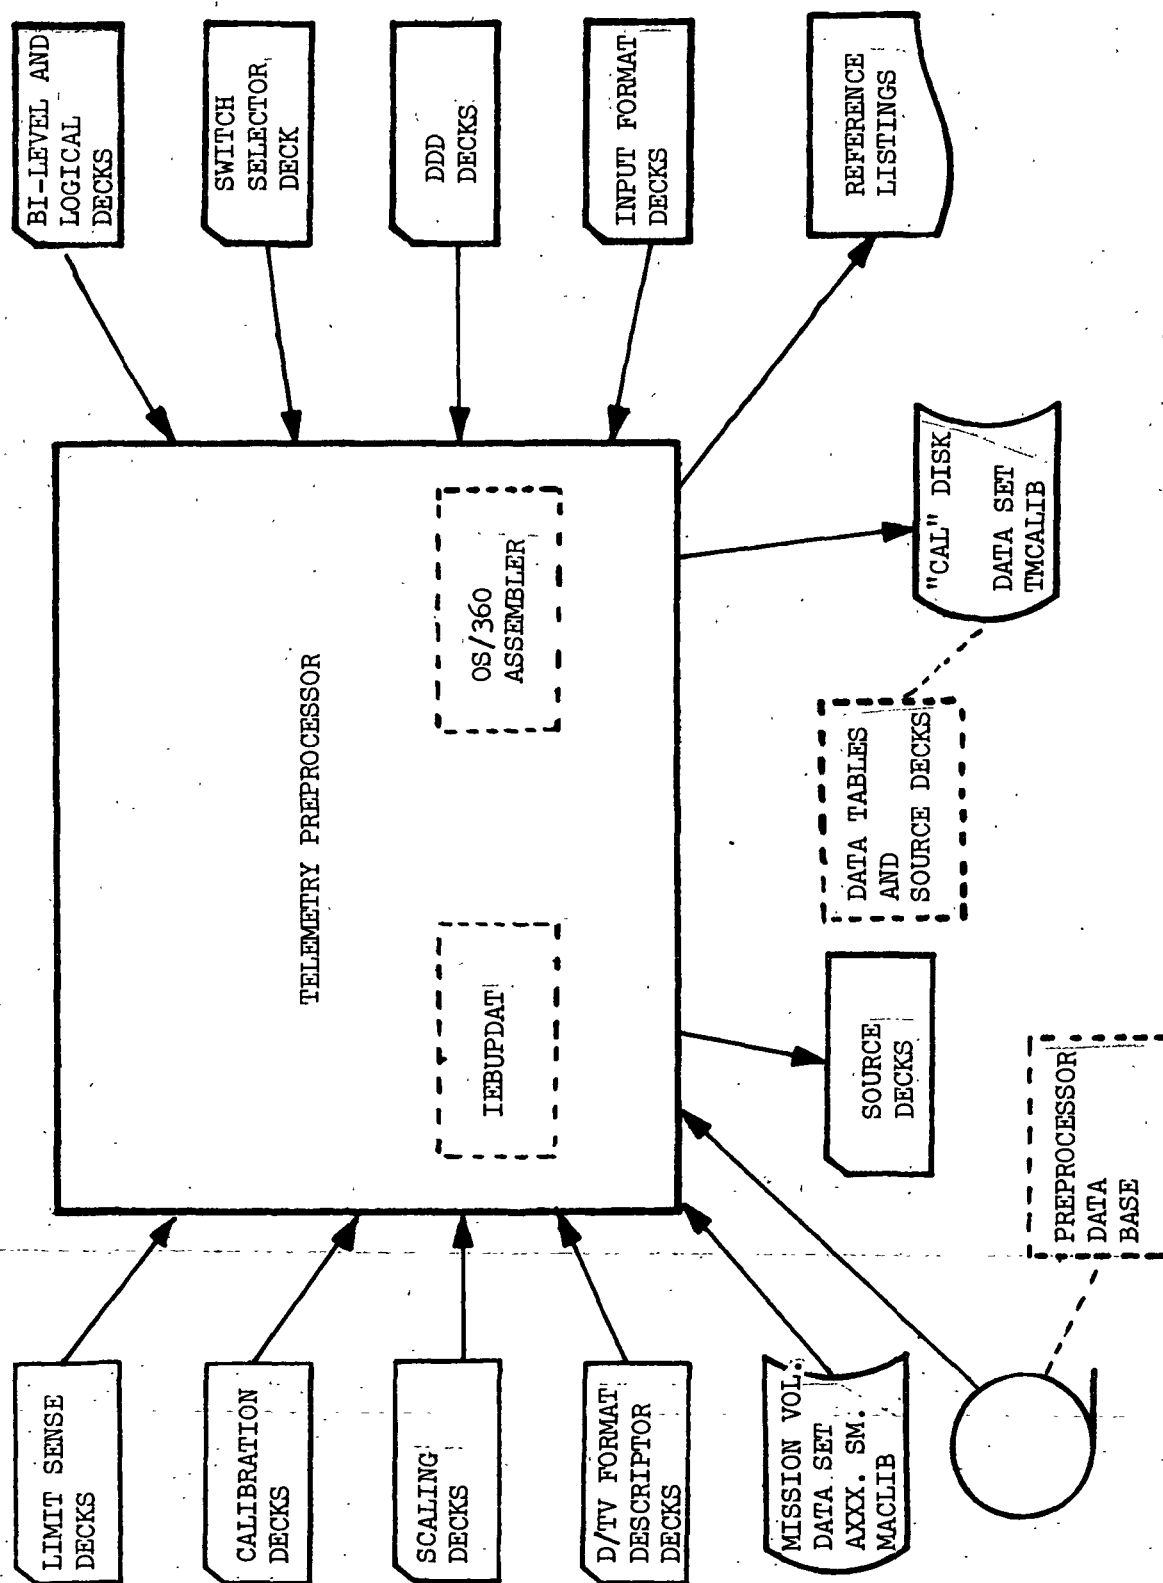 LIMIT SENSE
DECKS
CALIBRATION
DECKS
SCALING
DECKS
D/TV FORMAT
DESCRIPTOR
DECKS
MISSION VOL.
DATA SET
AXXX. SM.
MACLIB
TELEMETRY PREPROCESSOR
IEBUPDAT
OS/360
ASSEMBLER
BI-LEVEL AND
LOGICAL
DECKS
SWITCH
SELECTOR
DECK
DDD
DECKS
INPUT FORMAT
DECKS
REFERENCE
LISTINGS
PREPROCESSOR
DATA
BASE
SOURCE
DECKS
DATA TABLES
AND
SOURCE DECKS
"CAL" DISK
DATA SET
TMCALIB